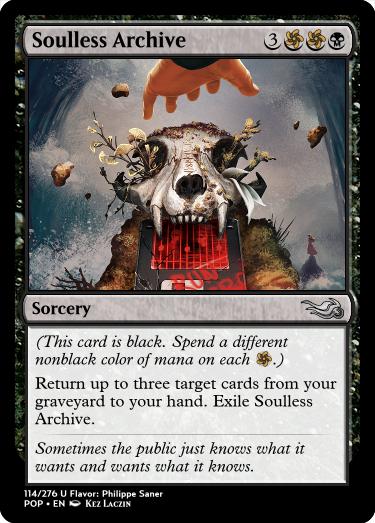 Soulless Archive 3
Sorcery
(This card is black. Spend a different
nonblack color of mana on each .)
Return up to three target cards from your
graveyard to your hand. Exile Soulless
Archive.
Sometimes the public just knows what it
wants and wants what it knows.
114/276 U Flavor: Philippe Saner
POP • EN Kez Laczin